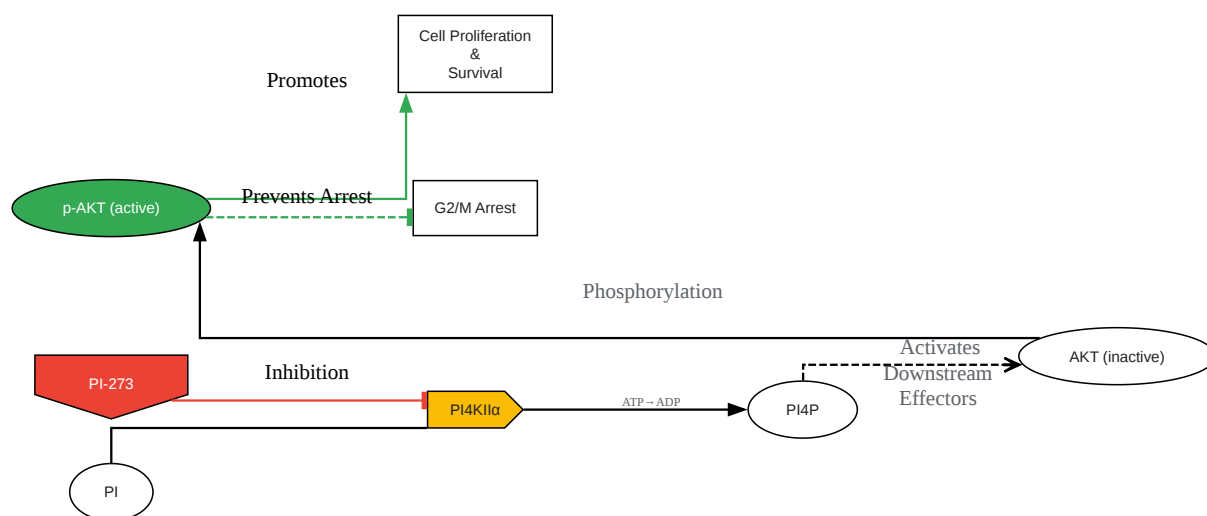 Cell Proliferation
&
Survival
Promotes
Prevents Arrest
p-AKT (active)
G2/M Arrest
Phosphorylation
Activates
Downstream
Effectors
AKT (inactive)
Inhibition
PI-273
PI4KIIα
ATP→ADP
PI4P
PI